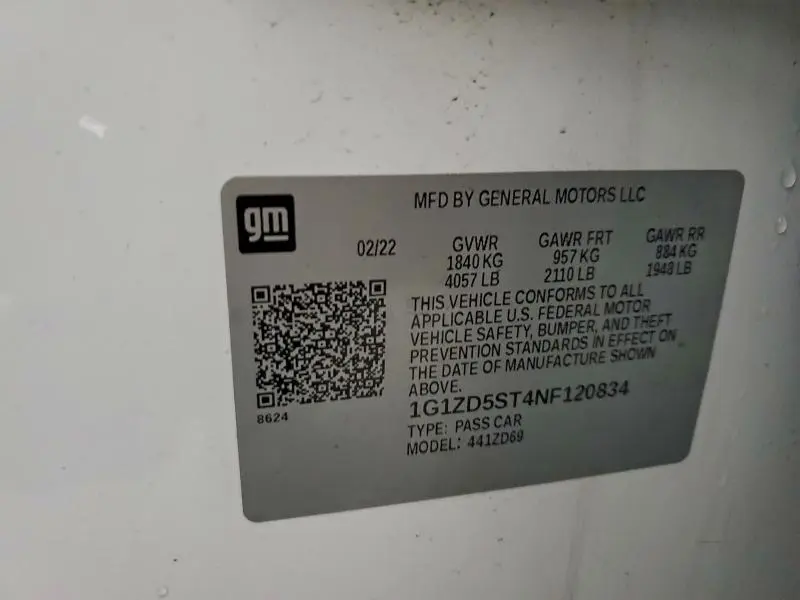 gm
MFD BY GENERAL MOTORS LLC
02/22 GVWR GAWR FRT GAWR RR
1840 KG 957 KG 884 KG
4057 LB 2110 LB 1948 LB
THIS VEHICLE CONFORMS TO ALL
APPLICABLE U.S. FEDERAL MOTOR
VEHICLE SAFETY, BUMPER, AND THEFT
PREVENTION STANDARDS IN EFFECT ON
THE DATE OF MANUFACTURE SHOWN
ABOVE.
8624
1G1ZD5ST4NF120834
TYPE: PASS CAR
MODEL: 441ZD69